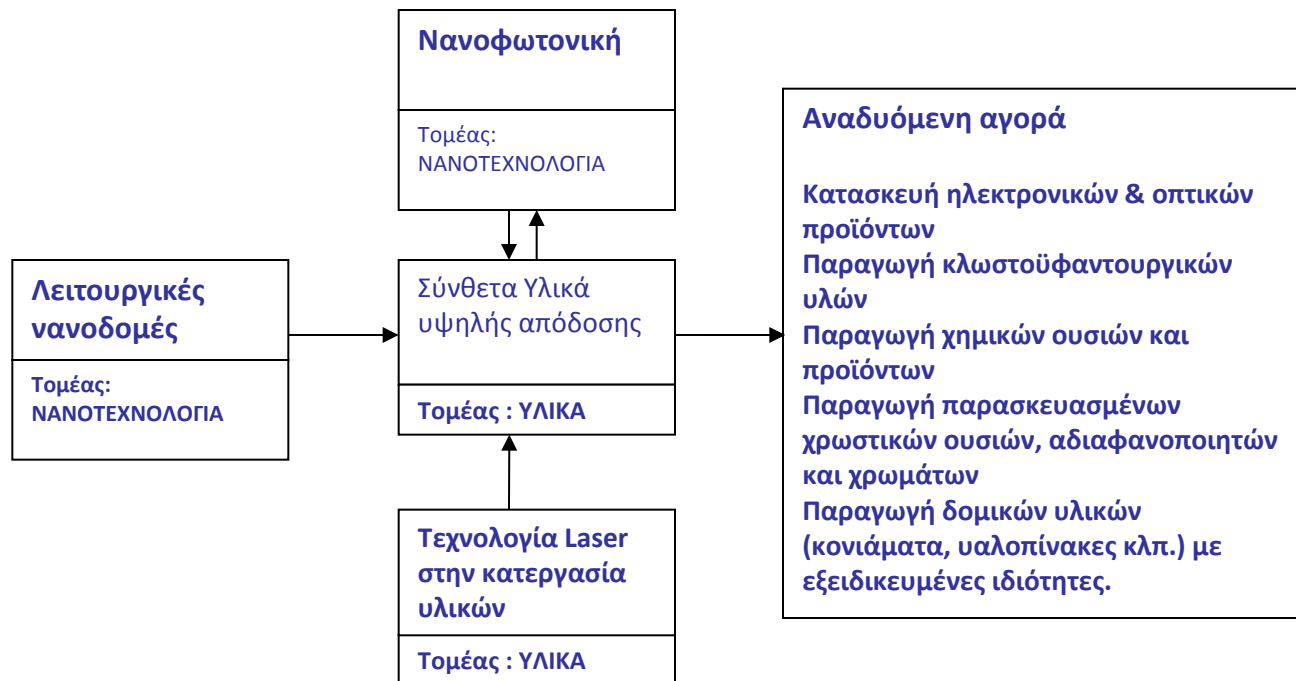 Νανοφωτονική
Τομέας:
ΝΑΝΟΤΕΧΝΟΛΟΓΙΑ
Λειτουργικές
νανοδομές
Τομέας:
ΝΑΝΟΤΕΧΝΟΛΟΓΙΑ
Σύνθετα Υλικά
υψηλής απόδοσης
Τομέας : ΥΛΙΚΑ
Τεχνολογία Laser
στην κατεργασία
υλικών
Τομέας : ΥΛΙΚΑ
Αναδυόμενη αγορά
Κατασκευή ηλεκτρονικών & οπτικών
προϊόντων
Παραγωγή κλωστοϋφαντουργικών
υλών
Παραγωγή χημικών ουσιών και
προϊόντων
Παραγωγή παρασκευασμένων
χρωστικών ουσιών, αδιαφανοποιητών
και χρωμάτων
Παραγωγή δομικών υλικών
(κονιάματα, υαλοπίνακες κλπ.) με
εξειδικευμένες ιδιότητες.